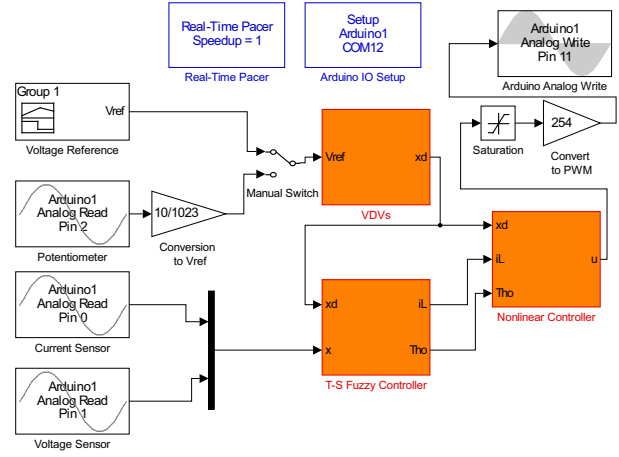 Real-Time Pacer
Speedup = 1
Real-Time Pacer
Setup
Arduino1
COM12
Arduino IO Setup
Arduino1
Analog Write
Pin 11
Arduino Analog Write
Group 1
Vref
Voltage Reference
Vref
xd
VDVs
Manual Switch
Saturation
254
Convert
to PWM
Arduino1
Analog Read
Pin 2
Potentiometer
10/1023
Conversion
to Vref
xd
iL
Tho
u
Nonlinear Controller
Arduino1
Analog Read
Pin 0
Current Sensor
xd
x
iL
Tho
T-S Fuzzy Controller
Arduino1
Analog Read
Pin 1
Voltage Sensor